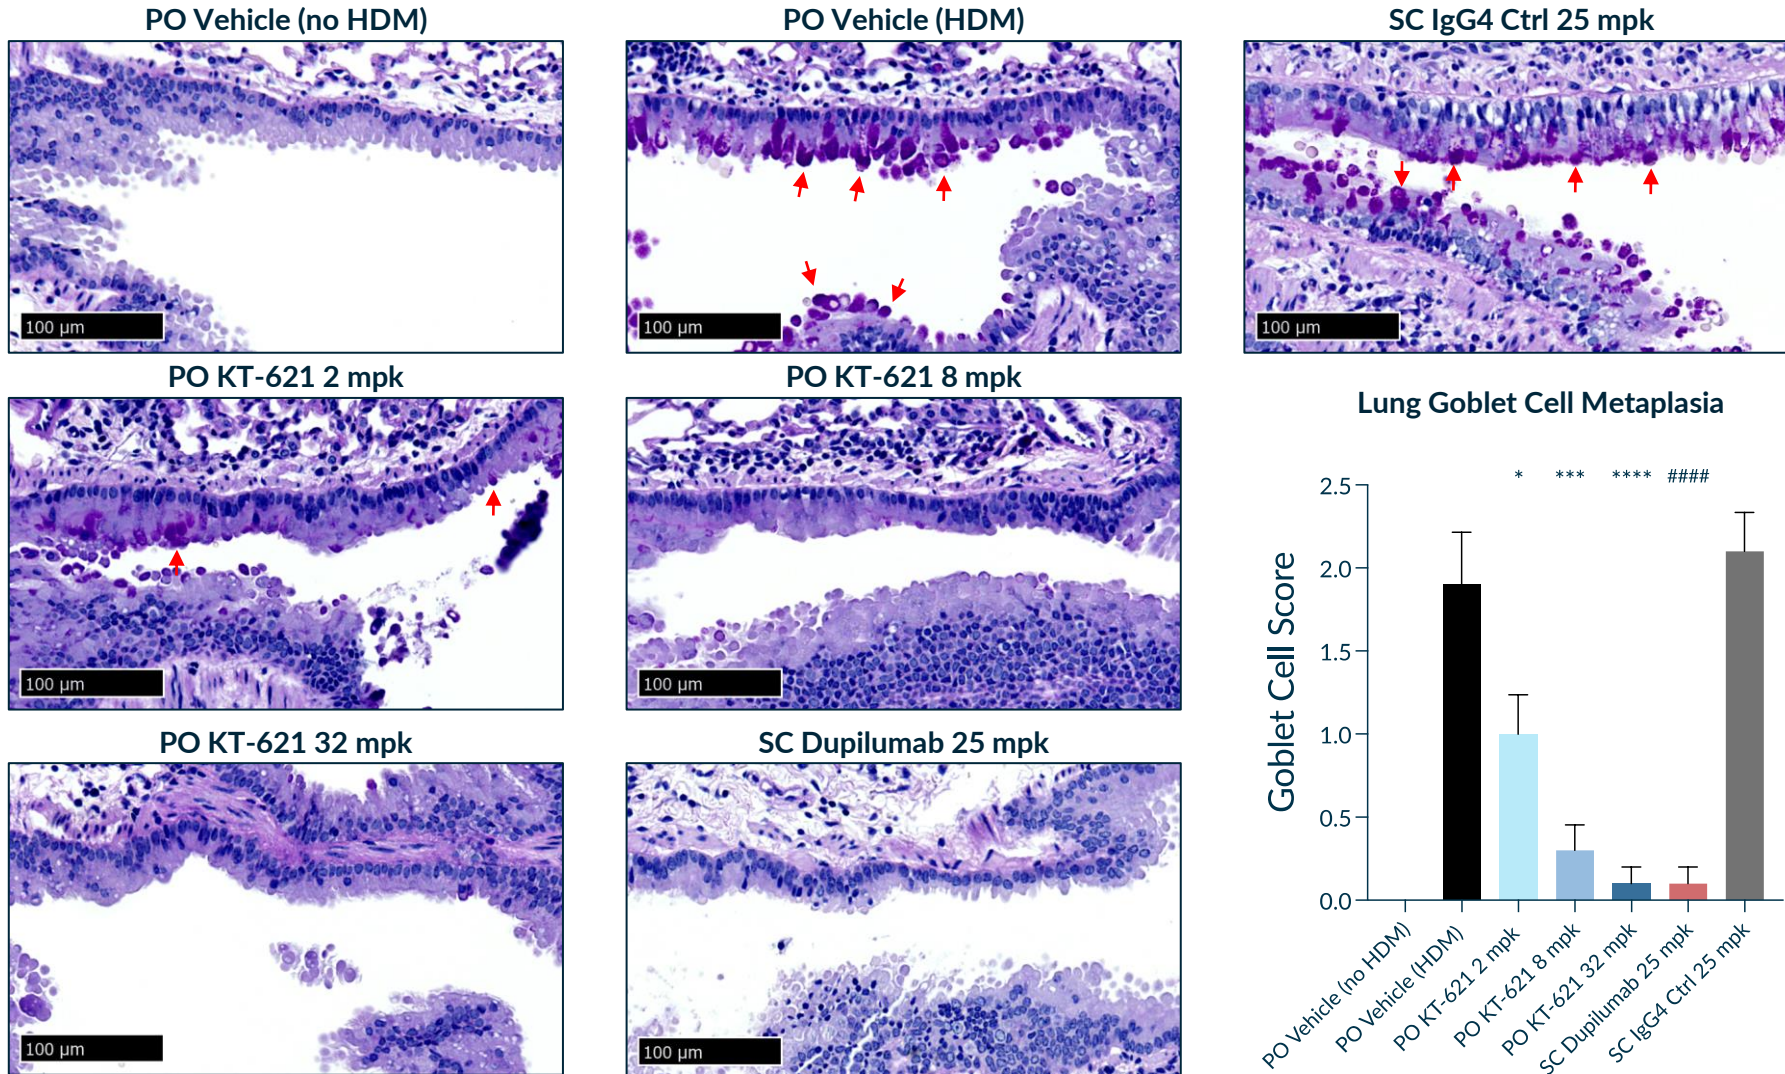 PO Vehicle (no HDM)
PO Vehicle (HDM)
SC IgG4 Ctrl 25 mpk
100 µm
100 µm
100 µm
PO KT-621 2 mpk
PO KT-621 8 mpk
100 µm
100 µm
PO KT-621 32 mpk
SC Dupilumab 25 mpk
100 µm
100 µm
Lung Goblet Cell Metaplasia
* *** **** ####
Goblet Cell Score
2.5
2.0
1.5
1.0
0.5
0.0
PO Vehicle (no HDM)
PO Vehicle (HDM)
PO KT-621 2 mpk
PO KT-621 8 mpk
PO KT-621 32 mpk
SC Dupilumab 25 mpk
SC IgG4 Ctrl 25 mpk